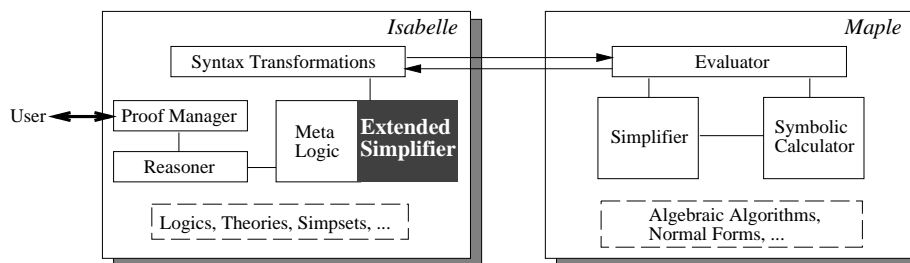 Isabelle
Maple
Syntax Transformations
Evaluator
User
Proof Manager
Meta
Logic
Extended
Simplifier
Simplifier
Symbolic
Calculator
Reasoner
Logics, Theories, Simpsets, ...
Algebraic Algorithms,
Normal Forms, ...